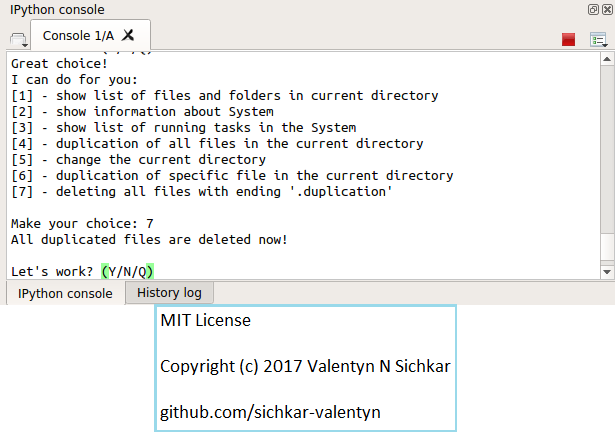 IPython console
Console 1/A
(Y/N/Q)
Great choice!
I can do for you:
[1] - show list of files and folders in current directory
[2] - show information about System
[3] - show list of running tasks in the System
[4] - duplication of all files in the current directory
[5] - change the current directory
[6] - duplication of specific file in the current directory
[7] - deleting all files with ending '.duplication'
Make your choice: 7
All duplicated files are deleted now!
Let's work? (Y/N/Q)
IPython console
History log
MIT License
Copyright (c) 2017 Valentyn N Sichkar
github.com/sichkar-valentyn